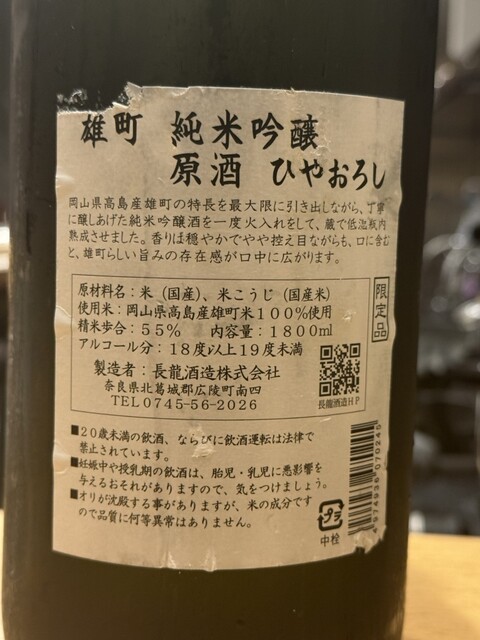 雄町 純米吟醸
原酒 ひやおろし
岡山県高島産雄町の特長を最大限に引き出しながら、丁寧
に醸しあげた純米吟醸酒を一度火入れをして、蔵で低温瓶内
熟成させました。香りは穏やかでやや控え目ながらも、口に含む
と、雄町らしい旨みの存在感が口中に広がります。
原材料名:米(国産)、米こうじ(国産米)
使用米:岡山県高島産雄町米100%使用
精米歩合:55% 内容量:1800ml
アルコール分:18度以上19度未満
製造者:長龍酒造株式会社
奈良県北葛城郡広陵町南四
TEL0745-56-2026
限定品
長龍酒造HP
■20歳未満の飲酒、ならびに飲酒運転は法律で
禁止されています。
■妊娠中や授乳期の飲酒は、胎児・乳児に悪影響を
与えるおそれがありますので、気をつけましょう。
■オリが沈殿する事がありますが、米の成分です
ので品質に何等異常はありません。
プラ
中栓
4974936070245